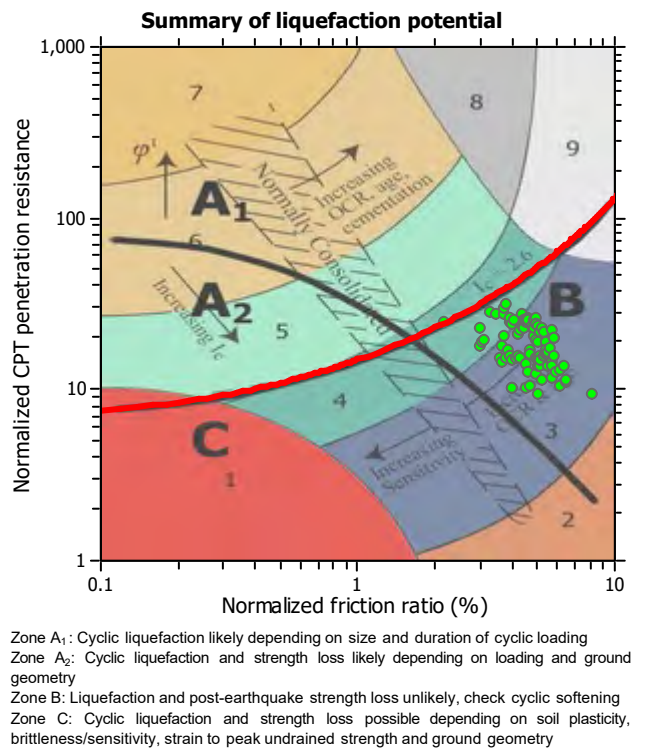 Summary of liquefaction potential
1,000
7
8
9
φ'
Increasing
OCR, age,
cementation
Normally Consolidated
A1
100
6
Ic = 2.6
A2
B
Increasing Ic
5
Normalized CPT penetration resistance
10
4
OCR
3
C
Increasing
Sensitivity
1
2
1
0.1
1
10
Normalized friction ratio (%)
Zone A1: Cyclic liquefaction likely depending on size and duration of cyclic loading
Zone A2: Cyclic liquefaction and strength loss likely depending on loading and ground
geometry
Zone B: Liquefaction and post-earthquake strength loss unlikely, check cyclic softening
Zone C: Cyclic liquefaction and strength loss possible depending on soil plasticity,
brittleness/sensitivity, strain to peak undrained strength and ground geometry